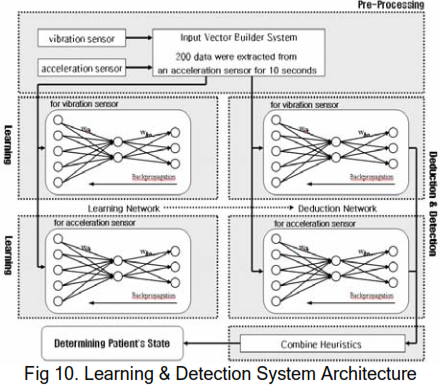 Pre-Processing
vibration sensor
acceleration sensor
Input Vector Builder System
200 data were extracted from
an acceleration sensor for 10 seconds
for vibration sensor
for vibration sensor
Learning
Backpropagation
Backpropagation
Deduction & Detection
Learning Network
Deduction Network
for acceleration sensor
for acceleration sensor
Learning
Backpropagation
Backpropagation
Determining Patient's State
Combine Heuristics
Fig 10. Learning & Detection System Architecture